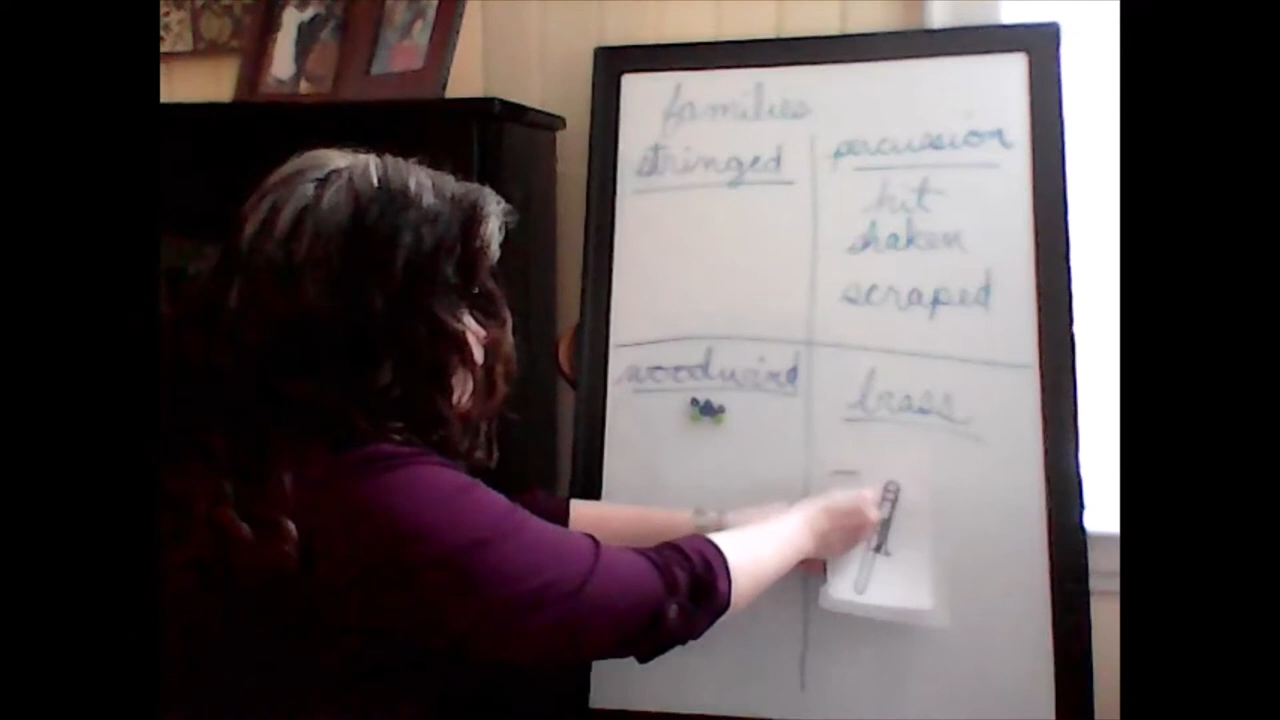 families
stringed
percussion
hit
shaken
scraped
woodwind
brass